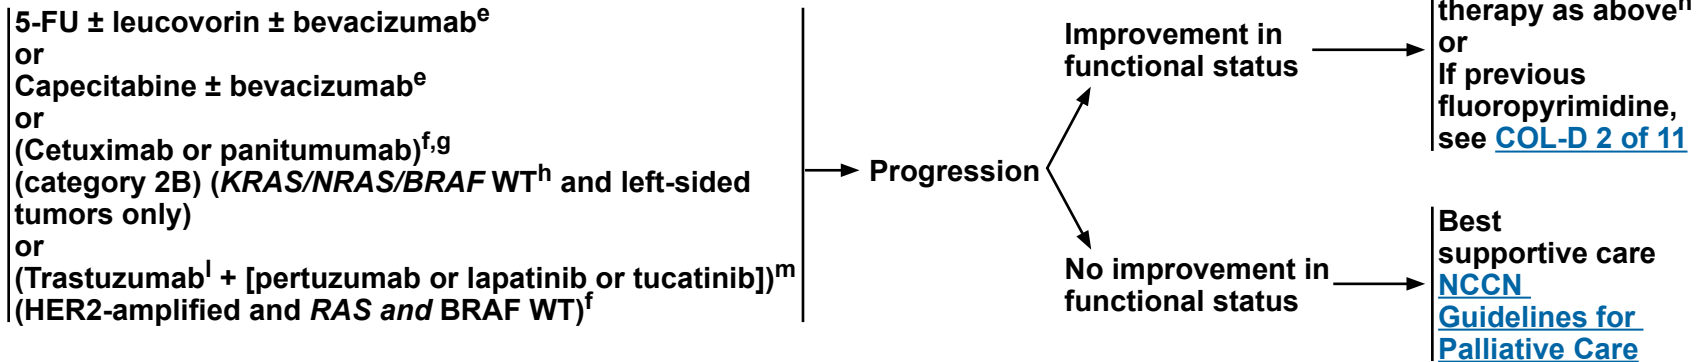 5-FU ± leucovorin ± bevacizumabᵉ
or
Capecitabine ± bevacizumabᵉ
or
(Cetuximab or panitumumab)ᶠ,ᵍ
(category 2B) (KRAS/NRAS/BRAF WTʰ and left-sided
tumors only)
or
(Trastuzumabˡ + [pertuzumab or lapatinib or tucatinib])ᵐ
(HER2-amplified and RAS and BRAF WT)ᶠ
Progression
Improvement in
functional status
therapy as aboveⁿ
or
If previous
fluoropyrimidine,
see COL-D 2 of 11
No improvement in
functional status
Best
supportive care
NCCN
Guidelines for
Palliative Care